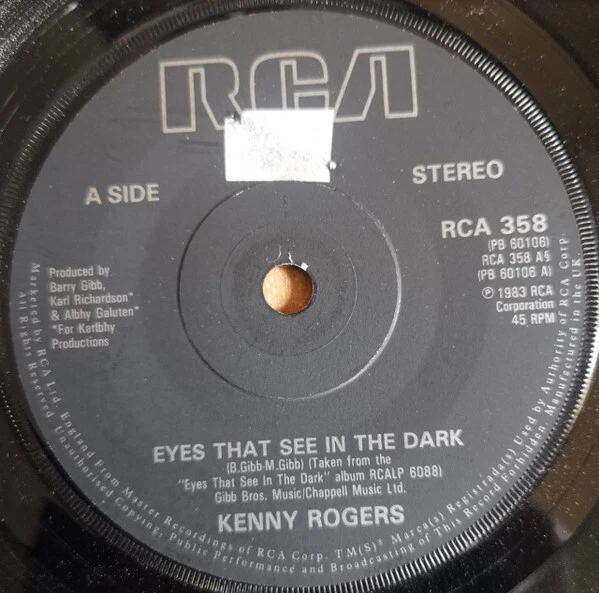 RCA
A SIDE
STEREO
RCA 358
(PB 60106)
RCA 358 A§
(PB 60106 A)
℗ 1983 RCA
Corporation
45 RPM
Produced by
Barry Gibb,
Karl Richardson*
& Albhy Galuten*
*For Karlbhy
Productions
EYES THAT SEE IN THE DARK
(B.Gibb-M.Gibb) (Taken from the
"Eyes That See In The Dark" album RCALP 6088)
Gibb Bros. Music/Chappell Music Ltd.
KENNY ROGERS
Marketed by RCA Ltd. England From Master Recordings of RCA Corp. TM(S)® Marca(s) Registrada(s) Used by Authority of RCA Corp.
All Rights Reserved. Unauthorised Copying; Public Performance and Broadcasting of This Record Forbidden. Manufactured in the UK.